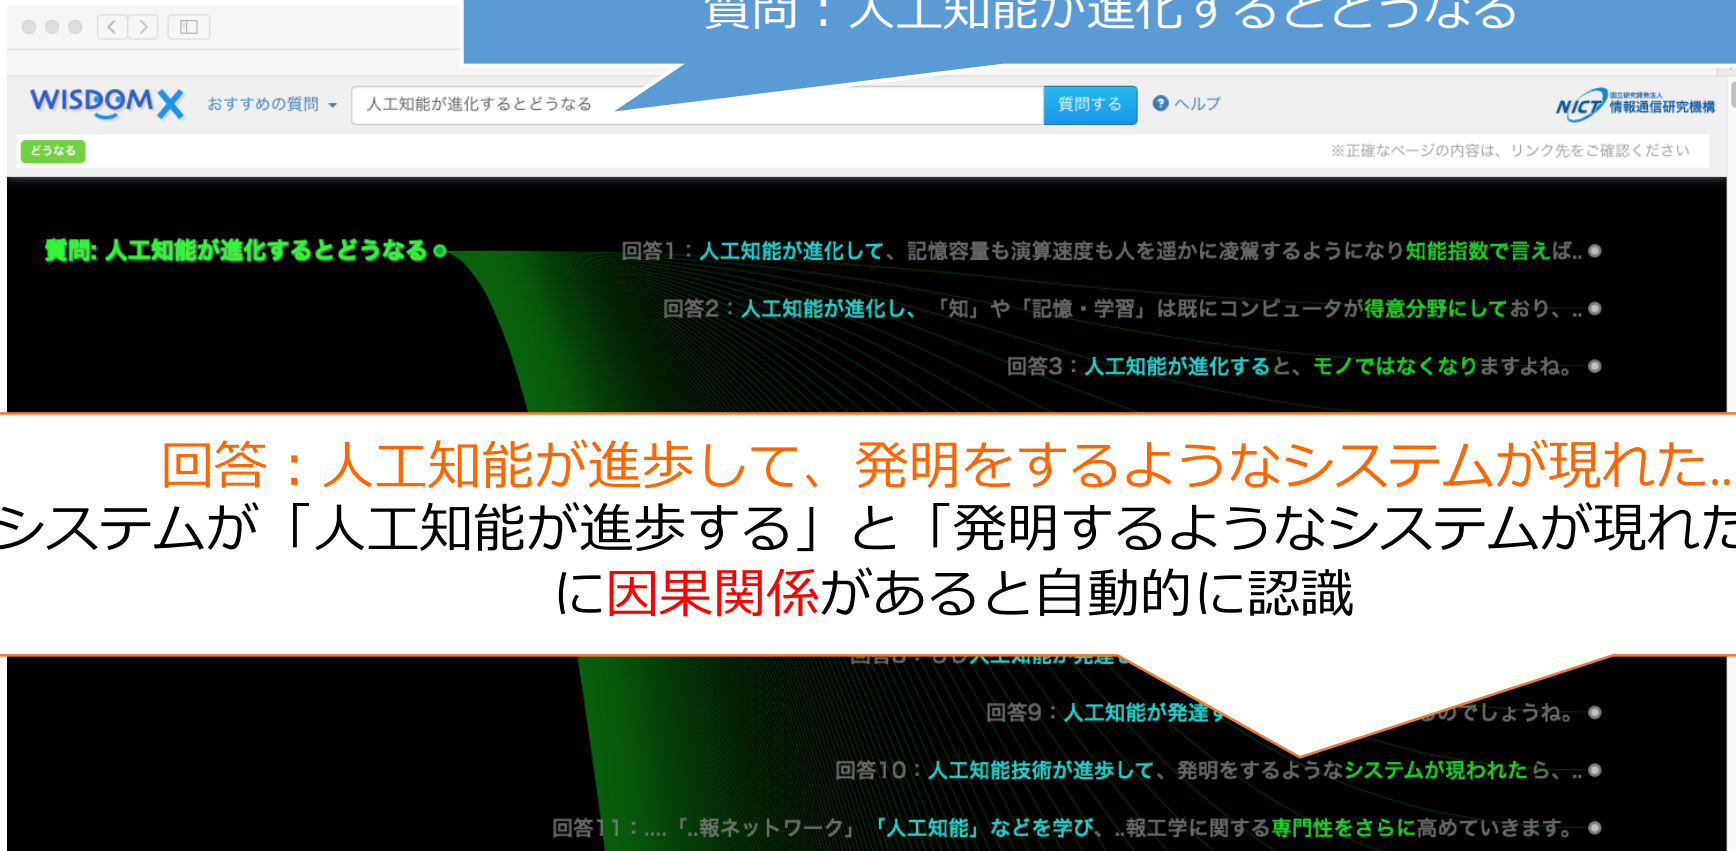 質問：人工知能が進化するとどうなる
WISDOM X おすすめの質問 人工知能が進化するとどうなる 質問する ? ヘルプ NICT 国立研究開発法人 情報通信研究機構
どうなる ※正確なページの内容は、リンク先をご確認ください
質問: 人工知能が進化するとどうなる
回答1：人工知能が進化して、記憶容量も演算速度も人を遥かに凌駕するようになり知能指数で言えば..
回答2：人工知能が進化し、「知」や「記憶・学習」は既にコンピュータが得意分野にしており、..
回答3：人工知能が進化すると、モノではなくなりますよね。
回答：人工知能が進歩して、発明をするようなシステムが現れた..
システムが「人工知能が進歩する」と「発明するようなシステムが現れた
に因果関係があると自動的に認識
回答9：人工知能が発達す のでしょうね。
回答10：人工知能技術が進歩して、発明をするようなシステムが現われたら、..
回答11：....「..報ネットワーク」「人工知能」などを学び、..報工学に関する専門性をさらに高めていきます。